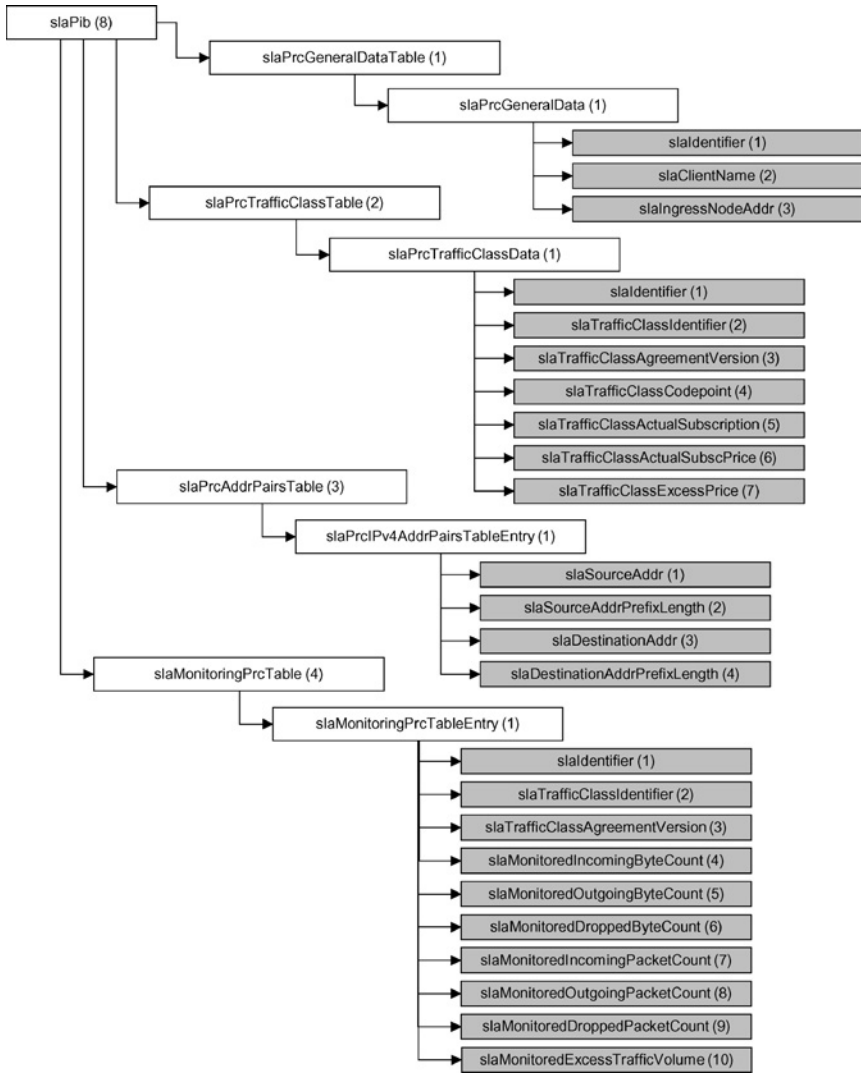 slaPib (8)
slaPrcGeneralDataTable (1)
slaPrcGeneralData (1)
slaIdentifier (1)
slaClientName (2)
slaIngressNodeAddr (3)
slaPrcTrafficClassTable (2)
slaPrcTrafficClassData (1)
slaIdentifier (1)
slaTrafficClassIdentifier (2)
slaTrafficClassAgreementVersion (3)
slaTrafficClassCodepoint (4)
slaTrafficClassActualSubscription (5)
slaTrafficClassActualSubscPrice (6)
slaTrafficClassExcessPrice (7)
slaPrcAddrPairsTable (3)
slaPrcIPv4AddrPairsTableEntry (1)
slaSourceAddr (1)
slaSourceAddrPrefixLength (2)
slaDestinationAddr (3)
slaDestinationAddrPrefixLength (4)
slaMonitoringPrcTable (4)
slaMonitoringPrcTableEntry (1)
slaIdentifier (1)
slaTrafficClassIdentifier (2)
slaTrafficClassAgreementVersion (3)
slaMonitoredIncomingByteCount (4)
slaMonitoredOutgoingByteCount (5)
slaMonitoredDroppedByteCount (6)
slaMonitoredIncomingPacketCount (7)
slaMonitoredOutgoingPacketCount (8)
slaMonitoredDroppedPacketCount (9)
slaMonitoredExcessTrafficVolume (10)